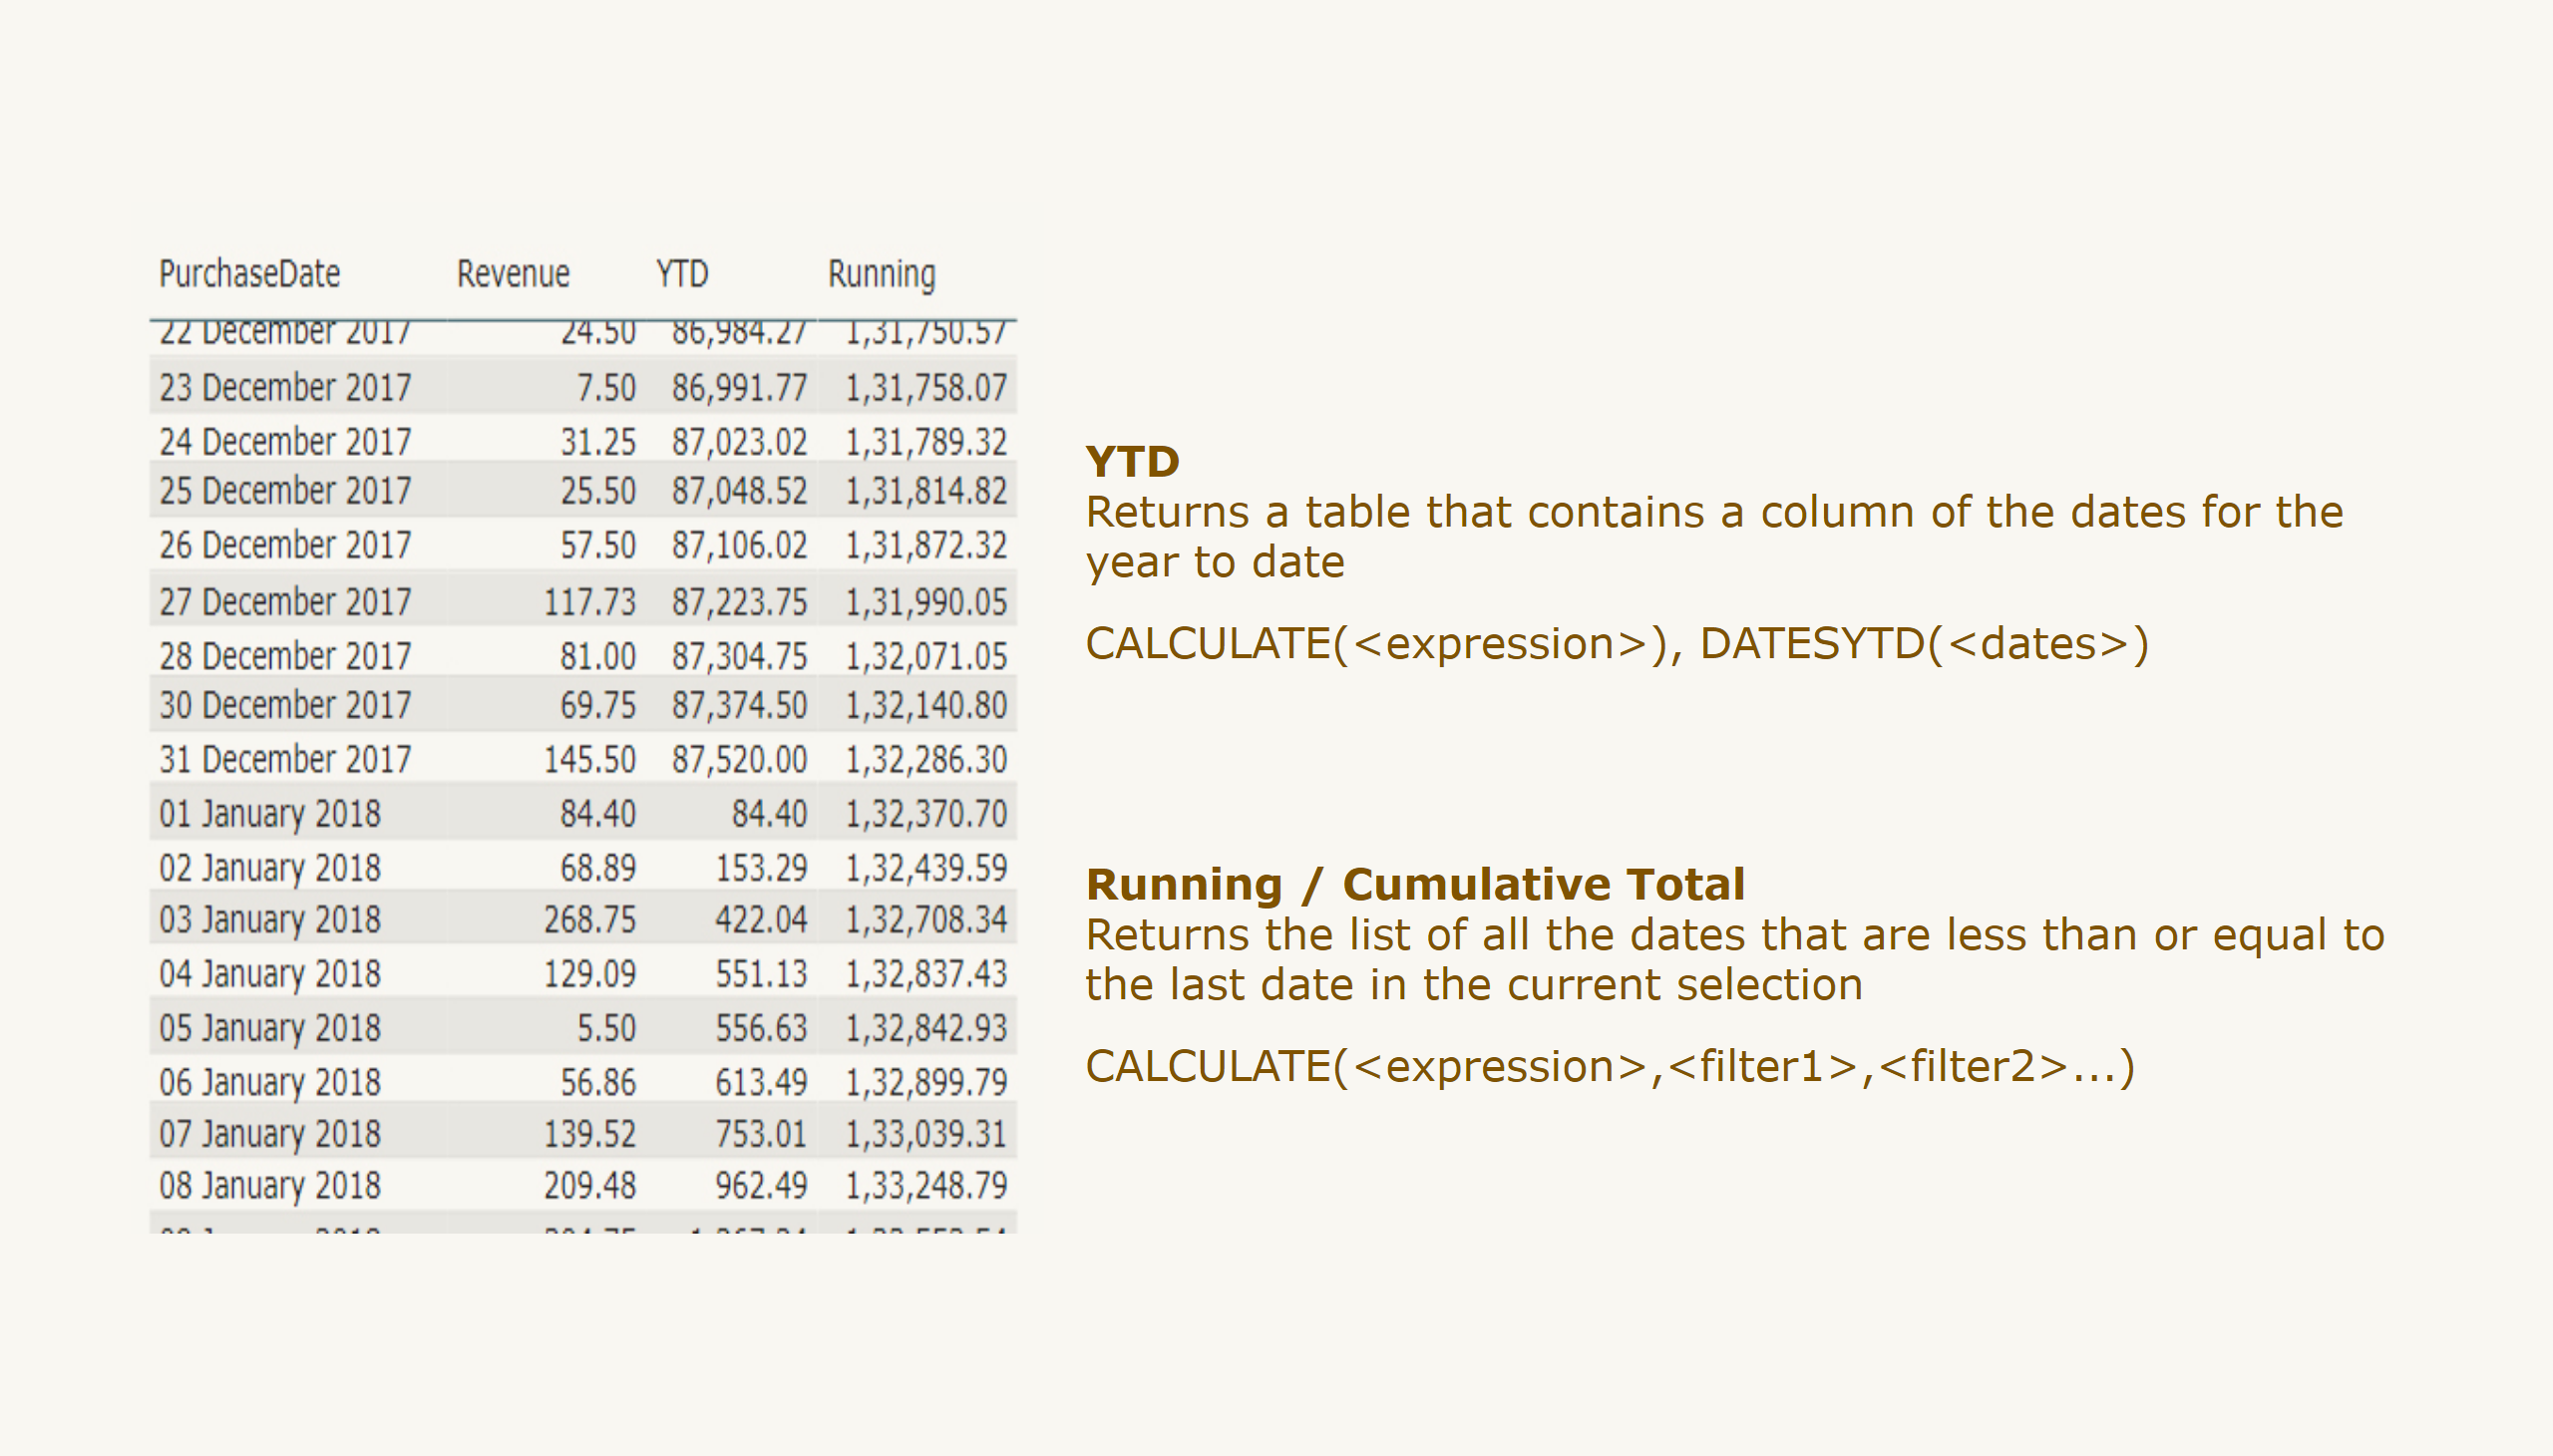 PurchaseDate Revenue YTD Running
22 December 2017 24.50 86,984.27 1,31,750.57
23 December 2017 7.50 86,991.77 1,31,758.07
24 December 2017 31.25 87,023.02 1,31,789.32
25 December 2017 25.50 87,048.52 1,31,814.82
26 December 2017 57.50 87,106.02 1,31,872.32
27 December 2017 117.73 87,223.75 1,31,990.05
28 December 2017 81.00 87,304.75 1,32,071.05
30 December 2017 69.75 87,374.50 1,32,140.80
31 December 2017 145.50 87,520.00 1,32,286.30
01 January 2018 84.40 84.40 1,32,370.70
02 January 2018 68.89 153.29 1,32,439.59
03 January 2018 268.75 422.04 1,32,708.34
04 January 2018 129.09 551.13 1,32,837.43
05 January 2018 5.50 556.63 1,32,842.93
06 January 2018 56.86 613.49 1,32,899.79
07 January 2018 139.52 753.01 1,33,039.31
08 January 2018 209.48 962.49 1,33,248.79
YTD
Returns a table that contains a column of the dates for the
year to date
CALCULATE(<expression>), DATESYTD(<dates>)
Running / Cumulative Total
Returns the list of all the dates that are less than or equal to
the last date in the current selection
CALCULATE(<expression>,<filter1>,<filter2>...)